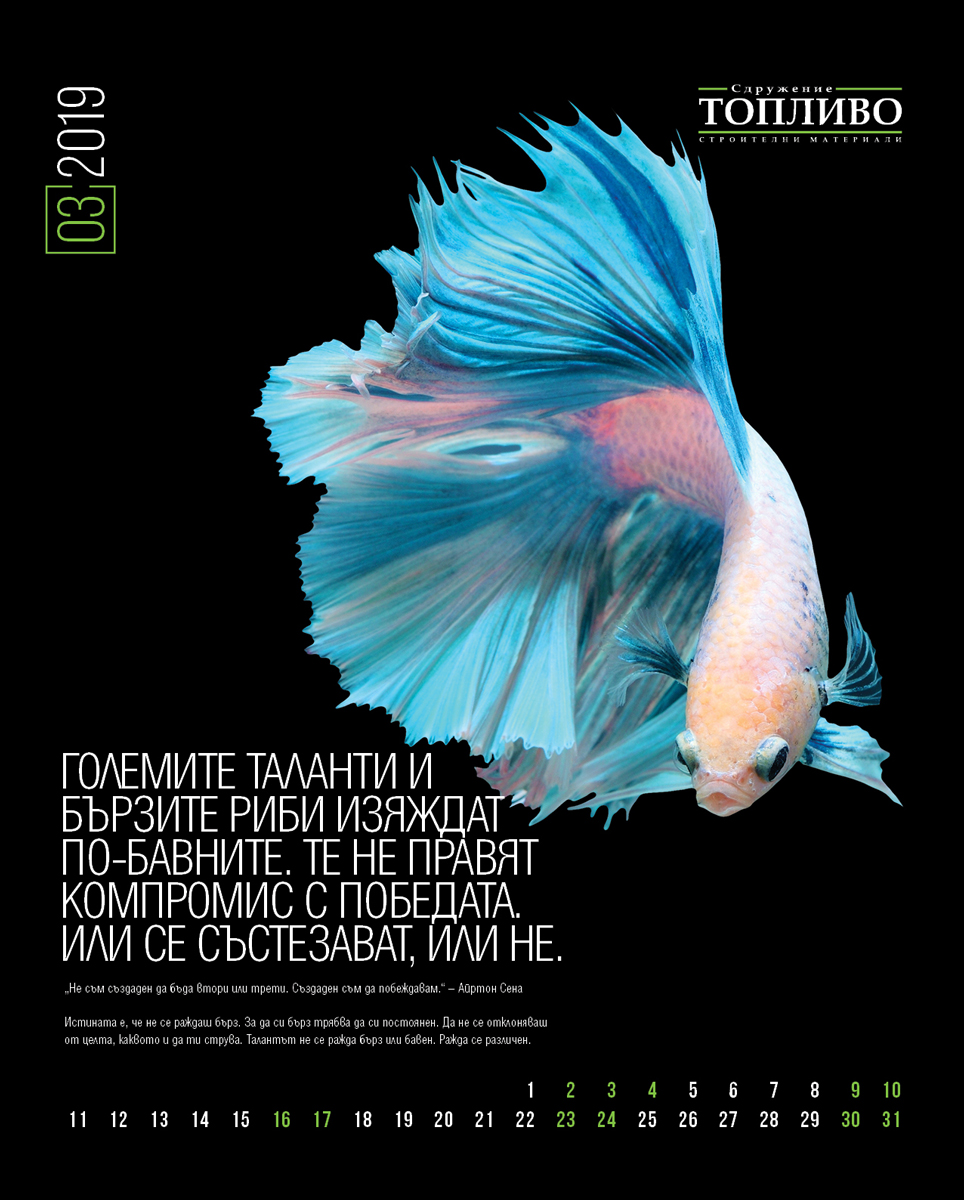 03 2019
Сдружение
ТОПЛИВО
СТРОИТЕЛНИ МАТЕРИАЛИ
ГОЛЕМИТЕ ТАЛАНТИ И
БЪРЗИТЕ РИБИ ИЗЯЖДАТ
ПО-БАВНИТЕ. ТЕ НЕ ПРАВЯТ
КОМПРОМИС С ПОБЕДАТА.
ИЛИ СЕ СЪСТЕЗАВАТ, ИЛИ НЕ.
„Не съм създаден да бъда втори или трети. Създаден съм да побеждавам.“ – Айртон Сена
Истината е, че не се раждаш бърз. За да си бърз трябва да си постоянен. Да не се отклоняваш
от целта, каквото и да ти струва. Талантът не се ражда бърз или бавен. Ражда се различен.
1 2 3 4 5 6 7 8 9 10
11 12 13 14 15 16 17 18 19 20 21 22 23 24 25 26 27 28 29 30 31